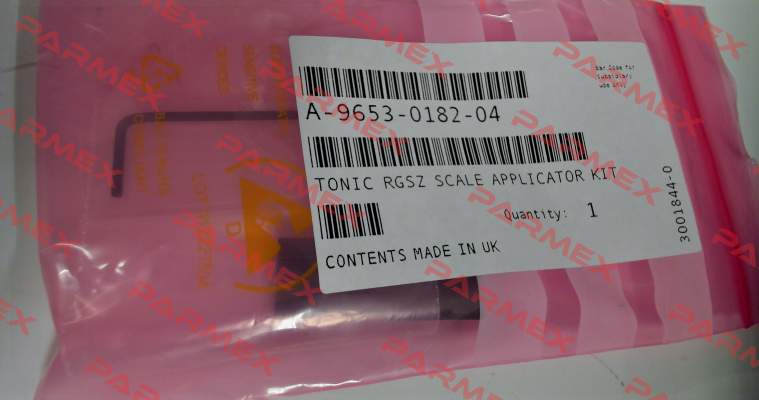 Bar Code for
Subsidiary
use only
A-9653-0182-04
TONIC RGSZ SCALE APPLICATOR KIT
Quantity: 1
CONTENTS MADE IN UK
3001844-0
PARMEX